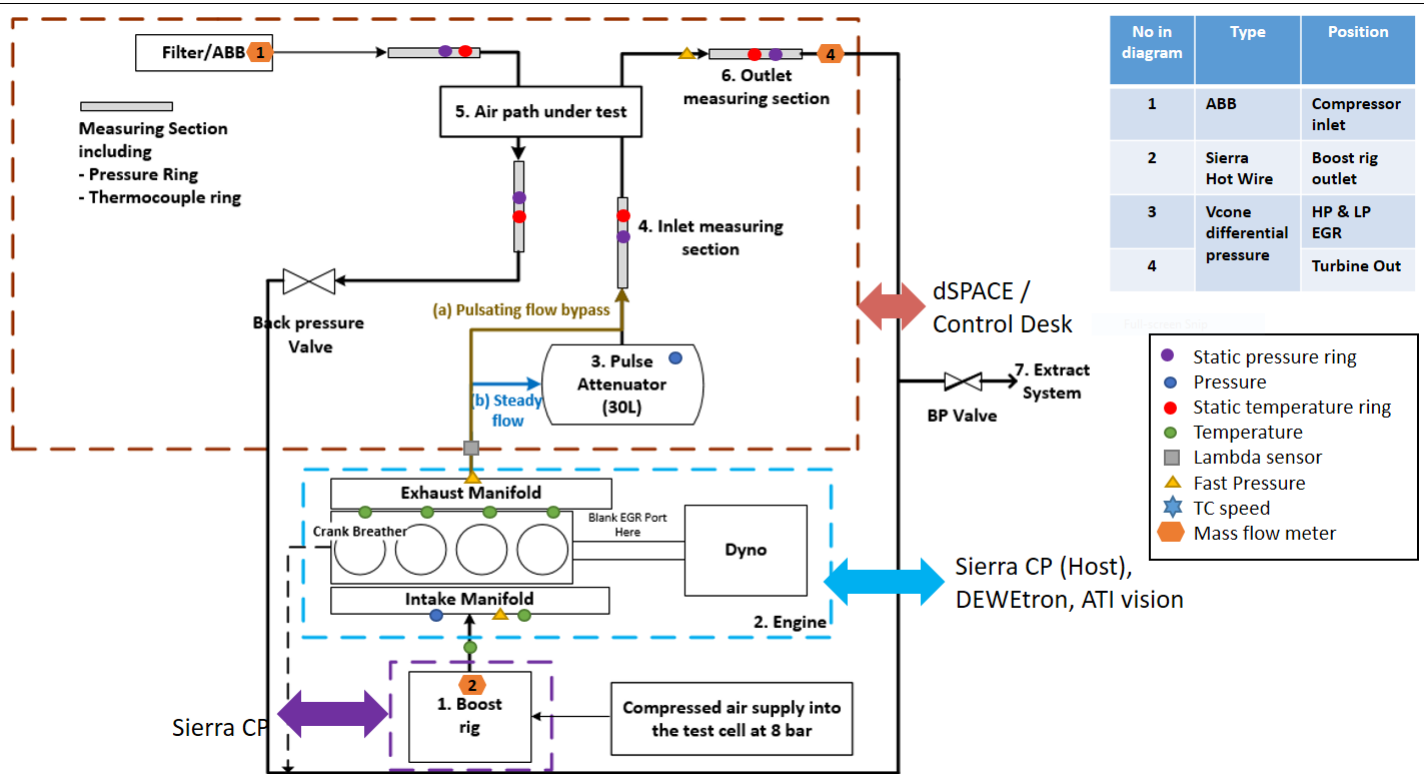 Filter/ABB 1
Measuring Section
including
- Pressure Ring
- Thermocouple ring
5. Air path under test
6. Outlet
measuring section
4
4. Inlet measuring
section
Back pressure
Valve
(a) Pulsating flow bypass
3. Pulse
Attenuator
(30L)
(b) Steady
flow
dSPACE /
Control Desk
BP Valve
7. Extract
System
Exhaust Manifold
Crank Breather
Blank EGR Port
Here
Dyno
Intake Manifold
2. Engine
Sierra CP (Host),
DEWEtron, ATI vision
2
1. Boost
rig
Sierra CP
Compressed air supply into
the test cell at 8 bar
No in
diagram
Type
Position
1
ABB
Compressor
inlet
2
Sierra
Hot Wire
Boost rig
outlet
3
Vcone
differential
pressure
HP & LP
EGR
4
Turbine Out
Static pressure ring
Pressure
Static temperature ring
Temperature
Lambda sensor
Fast Pressure
TC speed
Mass flow meter